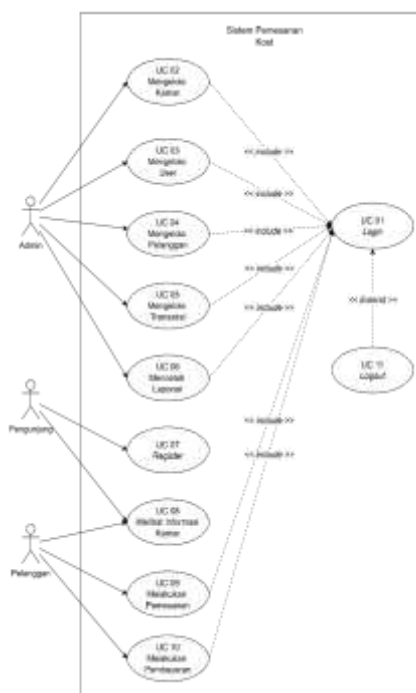 Sistem Pemesanan
Kost
UC 02
Mengelola
Kamar
<< include >>
UC 03
Mengelola
User
<< include >>
UC 01
Login
Admin
UC 04
Mengelola
Pelanggan
<< include >>
UC 05
Mengelola
Transaksi
<< include >>
<< extend >>
UC 06
Mencetak
Laporan
<< include >>
UC 11
Logout
Pengunjung
UC 07
Register
<< include >>
<< include >>
UC 08
Melihat Informasi
Kamar
Pelanggan
UC 09
Melakukan
Pemesanan
UC 10
Melakukan
Pembayaran